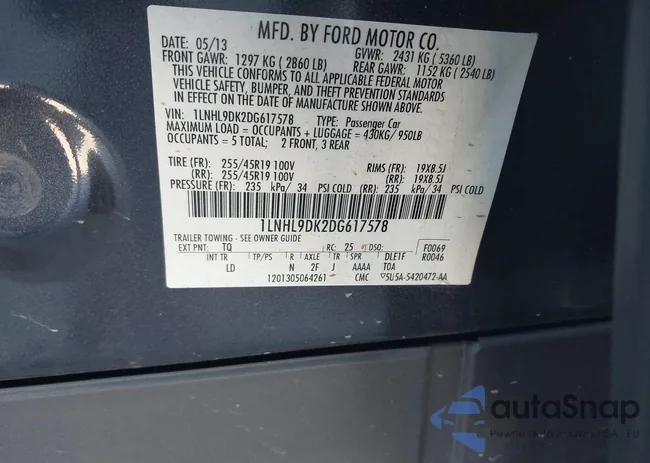 MFD. BY FORD MOTOR CO.
DATE: 05/13 GVWR: 2431 KG ( 5360 LB)
FRONT GAWR: 1297 KG ( 2860 LB) REAR GAWR: 1152 KG ( 2540 LB)
THIS VEHICLE CONFORMS TO ALL APPLICABLE FEDERAL MOTOR
VEHICLE SAFETY, BUMPER, AND THEFT PREVENTION STANDARDS
IN EFFECT ON THE DATE OF MANUFACTURE SHOWN ABOVE.
VIN: 1LNHL9DK2DG617578 TYPE: Passenger Car
MAXIMUM LOAD = OCCUPANTS + LUGGAGE = 430KG/ 950LB
OCCUPANTS = 5 TOTAL; 2 FRONT, 3 REAR
TIRE (FR): 255/45R19 100V RIMS (FR): 19X8.5J
(RR): 255/45R19 100V (RR): 19X8.5J
PRESSURE (FR): 235 kPa/ 34 PSI COLD (RR): 235 kPa/ 34 PSI COLD
1LNHL9DK2DG617578
TRAILER TOWING - SEE OWNER GUIDE
EXT PNT: TQ RC: 25 DSO: F0069
INT TR TP/PS R AXLE TR SPR DLE1F R0046
LD N 2F J AAAA TOA
1201305064261 CMC 5U5A-5420472-AA
autoSnap